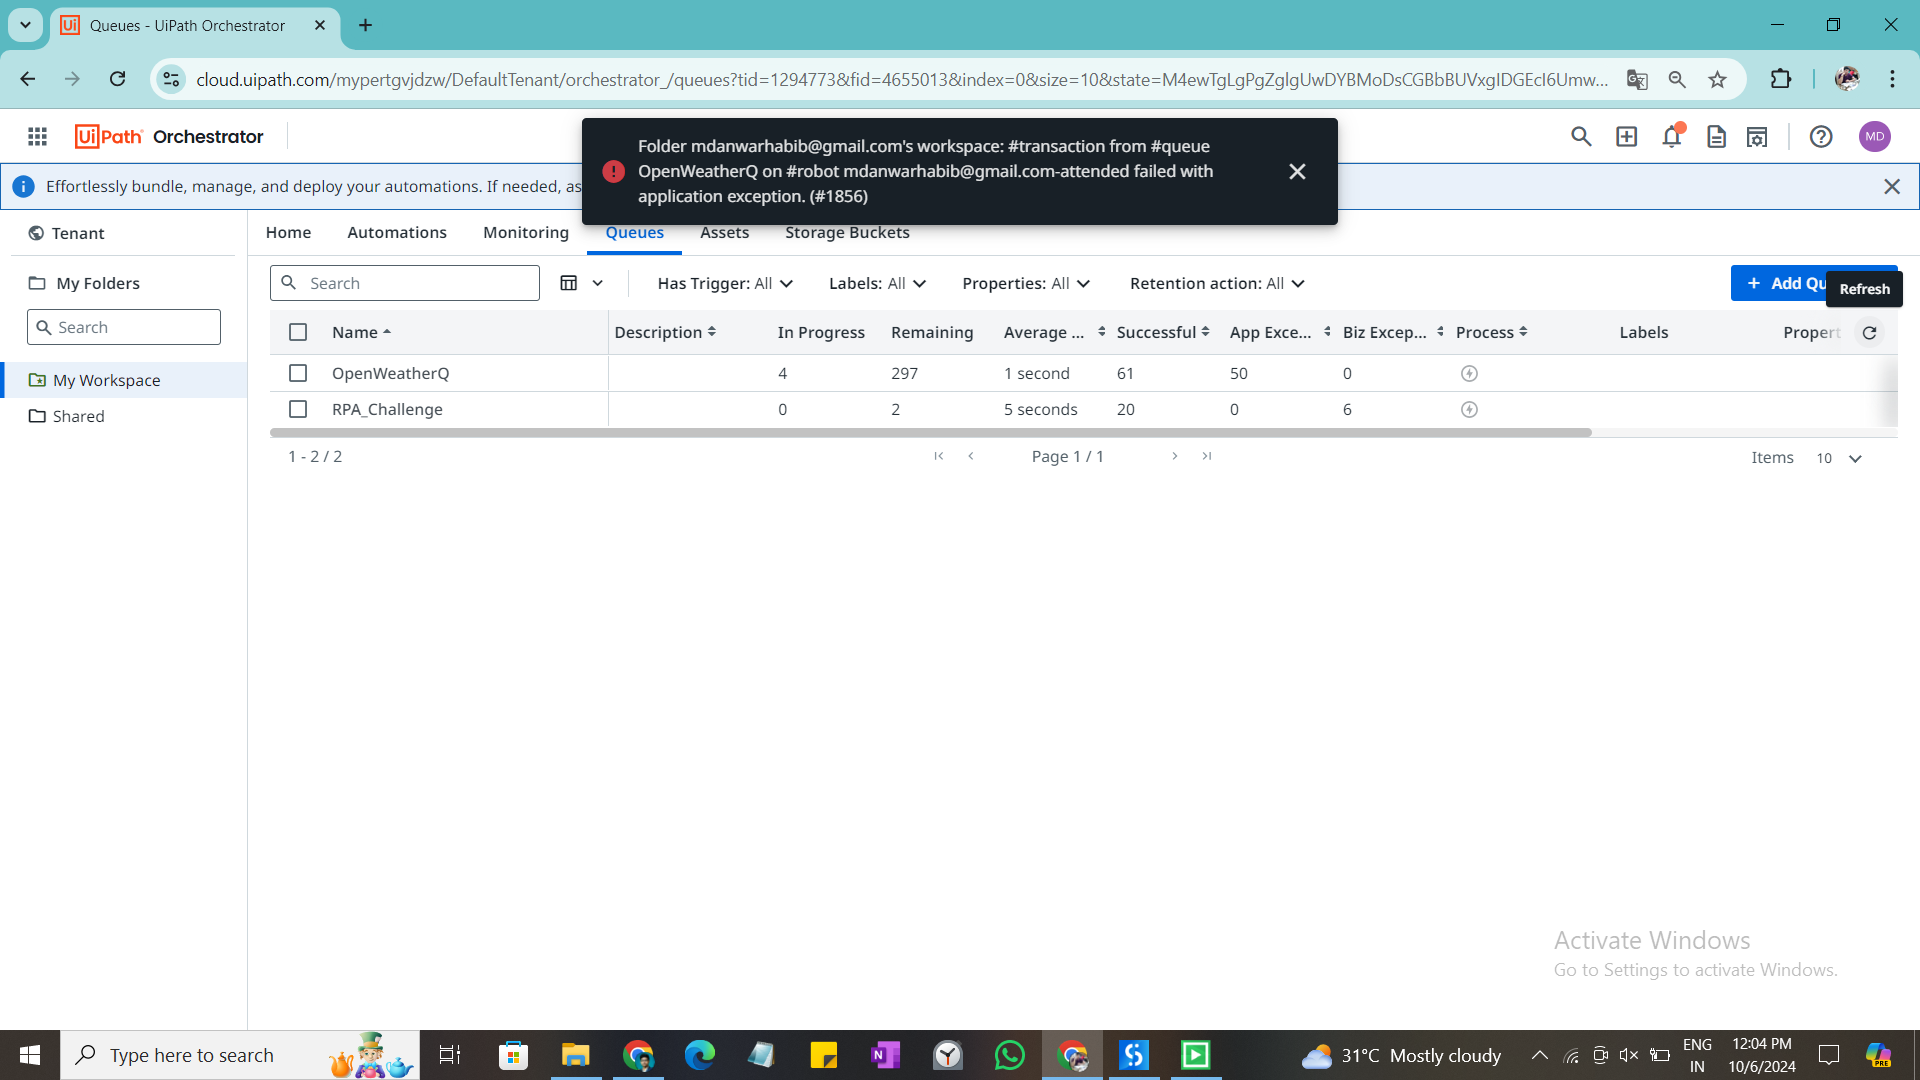 Queues - UiPath Orchestrator
cloud.uipath.com/mypertgvjdzw/DefaultTenant/orchestrator_/queues?tid=1294773&fid=4655013&index=0&size=10&state=M4ewTgLgPgZglgUwDYBMoDsCGBbBUVxgIDGEcI6Umw...
UiPath Orchestrator
MD
Folder mdanwarhabib@gmail.com's workspace: #transaction from #queue
OpenWeatherQ on #robot mdanwarhabib@gmail.com-attended failed with
application exception. (#1856)
Effortlessly bundle, manage, and deploy your automations. If needed, as
Tenant
Home Automations Monitoring Queues Assets Storage Buckets
My Folders
Search
My Workspace
Shared
Search
Has Trigger: All Labels: All Properties: All Retention action: All
+ Add Qu
Refresh
Name Description In Progress Remaining Average ... Successful App Exce... Biz Excep... Process Labels Propert
OpenWeatherQ 4 297 1 second 61 50 0
RPA_Challenge 0 2 5 seconds 20 0 6
1 - 2 / 2 Page 1 / 1 Items 10
Activate Windows
Go to Settings to activate Windows.
Type here to search
31°C Mostly cloudy
ENG
IN
12:04 PM
10/6/2024
PRE